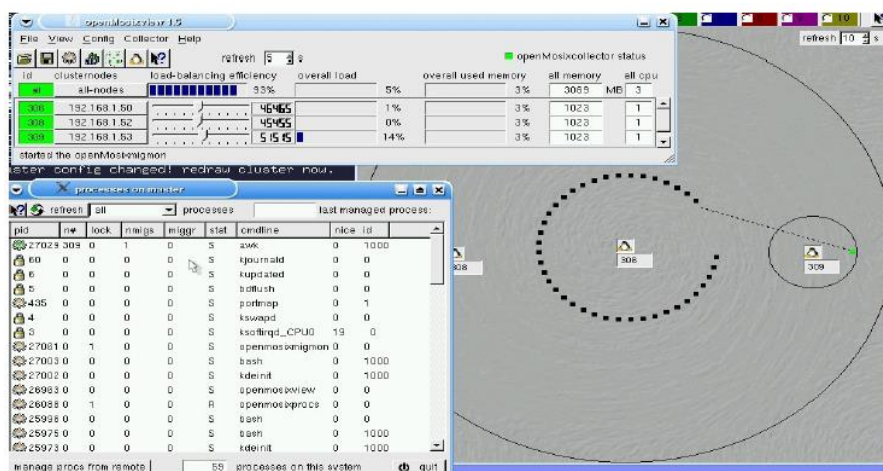 openMosixview 1.5
10
File View Config Collector Help
refresh 10 s
refresh 5 s openMosixcollector status
id clusternodes load-balancing efficiency overall load overall used memory all memory all cpu
all all-nodes 93% 5% 3% 3069 MB 3
306 192.168.1.50 46465 1% 3% 1023 1
308 192.168.1.52 45455 0% 3% 1023 1
309 192.168.1.53 51515 14% 3% 1023 1
started the openMosixmigmon
uster config changed! redraw cluster now.
processes on master
refresh all processes last managed process:
pid n# lock nmigs miggr stat cmdline nice id
27029 309 0 1 0 S awk 0 1000
60 0 0 0 0 S kjournald 0 0
6 0 0 0 0 S kupdated 0 0
5 0 0 0 0 S bdflush 0 0
435 0 0 0 0 S portmap 0 1
4 0 0 0 0 S kswapd 0 0
3 0 0 0 0 S ksoftirqd_CPU0 19 0
27081 0 1 0 0 S openmosixmigmon 0 0
27003 0 0 0 0 S bash 0 1000
27002 0 0 0 0 S kdeinit 0 1000
26983 0 0 0 0 S openmosixview 0 0
26088 0 1 0 0 R openmosixprocs 0 0
25996 0 0 0 0 S bash 0 0
25975 0 0 0 0 S bash 0 1000
25973 0 0 0 0 S kdeinit 0 1000
manage procs from remote 59 processes on this system quit
308
306
309